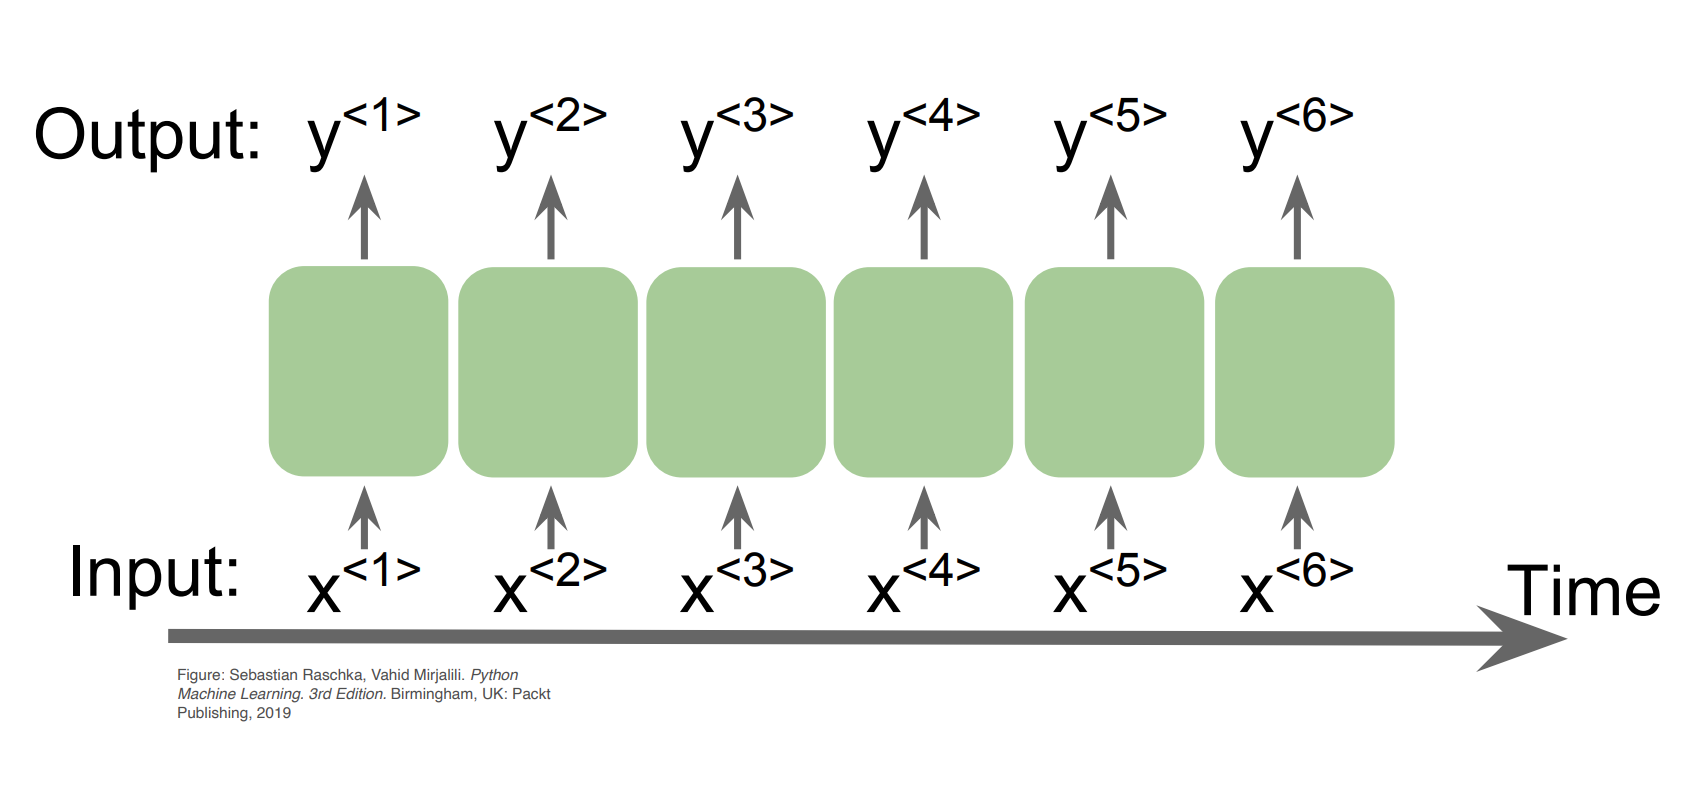 Output: y<1> y<2> y<3> y<4> y<5> y<6>
Input: x<1> x<2> x<3> x<4> x<5> x<6> Time
Figure: Sebastian Raschka, Vahid Mirjalili. Python
Machine Learning. 3rd Edition. Birmingham, UK: Packt
Publishing, 2019